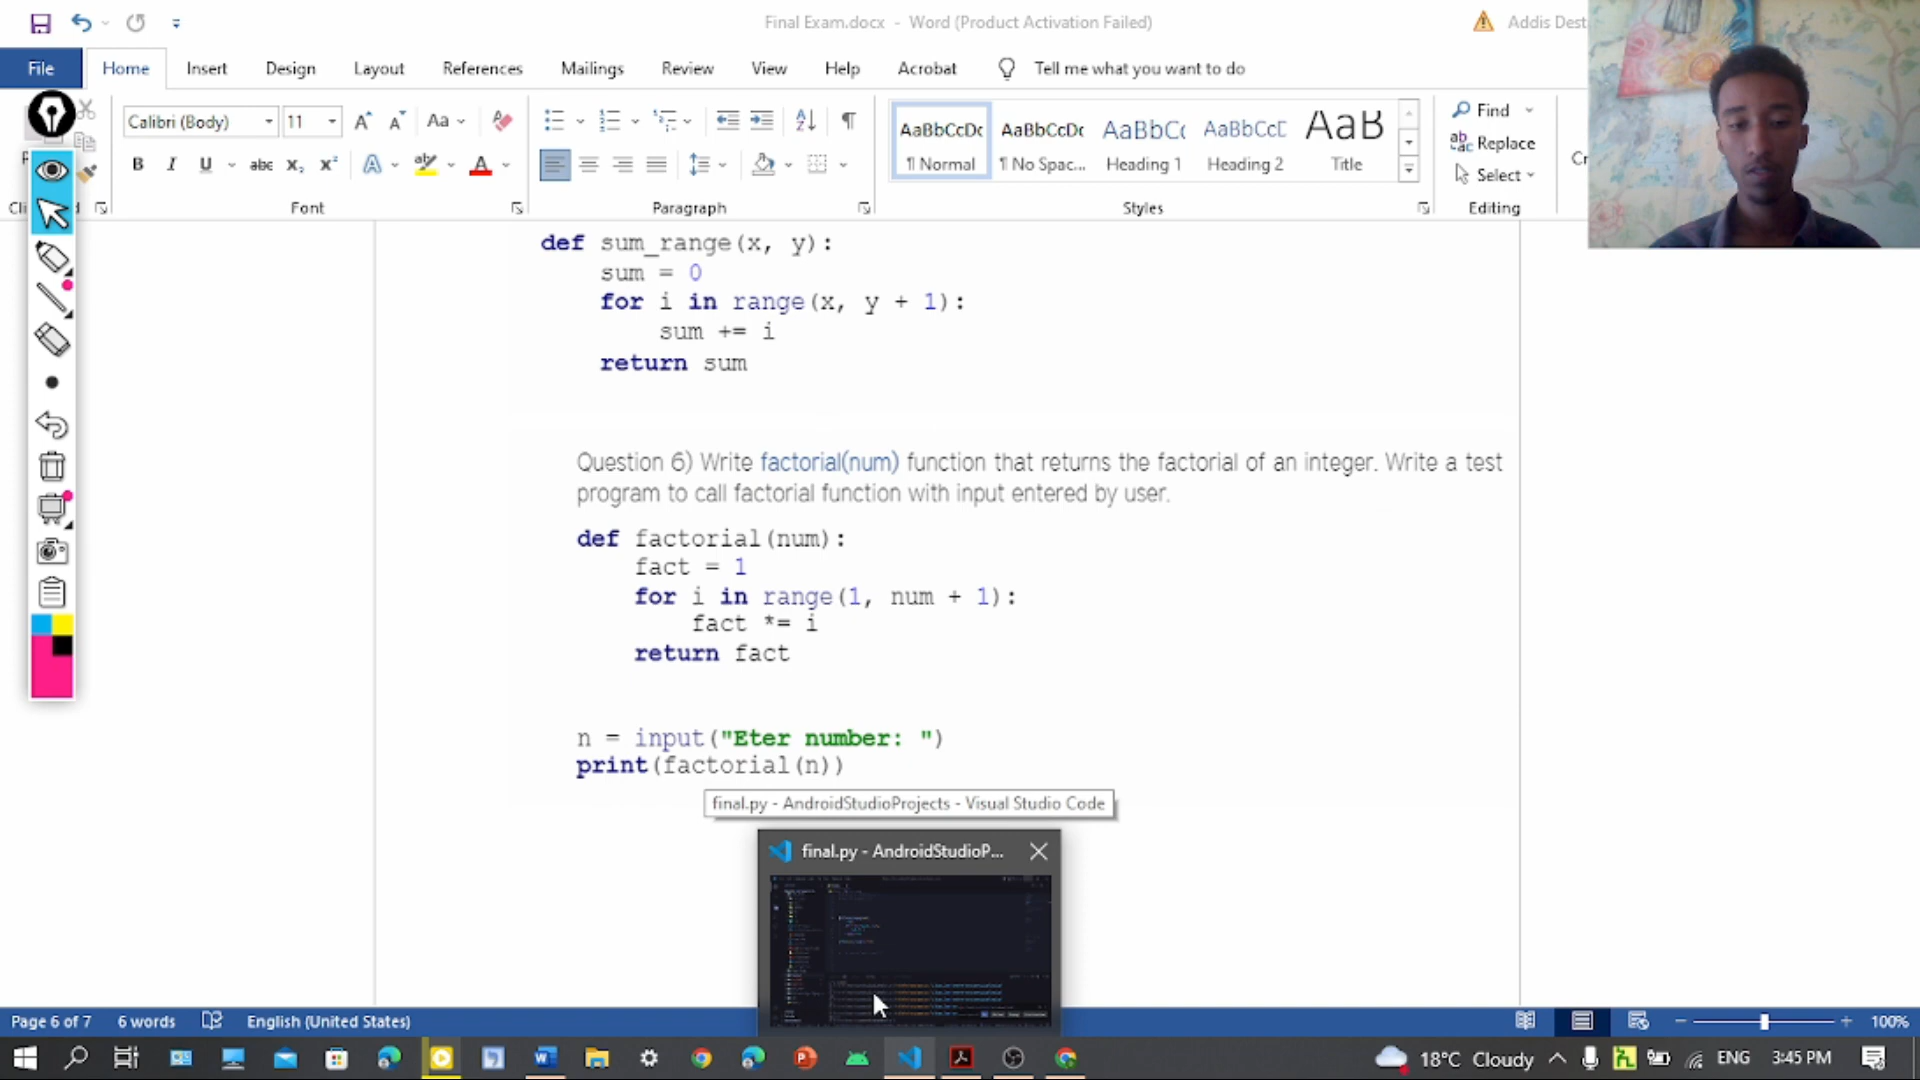 Final Exam.docx - Word (Product Activation Failed)
Addis Dest
File Home Insert Design Layout References Mailings Review View Help Acrobat Tell me what you want to do
Calibri (Body) 11 Aa
Find
Replace
Select
B I U abc x₂ x² A A
AaBbCcDc AaBbCcDc AaBbC( AaBbCcD AaB
¶ Normal ¶ No Spac... Heading 1 Heading 2 Title
Font Paragraph Styles Editing
def sum_range(x, y):
sum = 0
for i in range(x, y + 1):
sum += i
return sum
Question 6) Write factorial(num) function that returns the factorial of an integer. Write a test
program to call factorial function with input entered by user.
def factorial(num):
fact = 1
for i in range(1, num + 1):
fact *= i
return fact
n = input("Eter number: ")
print(factorial(n))
final.py - AndroidStudioProjects - Visual Studio Code
final.py - AndroidStudioP...
Page 6 of 7 6 words English (United States) 100%
18°C Cloudy ENG 3:45 PM